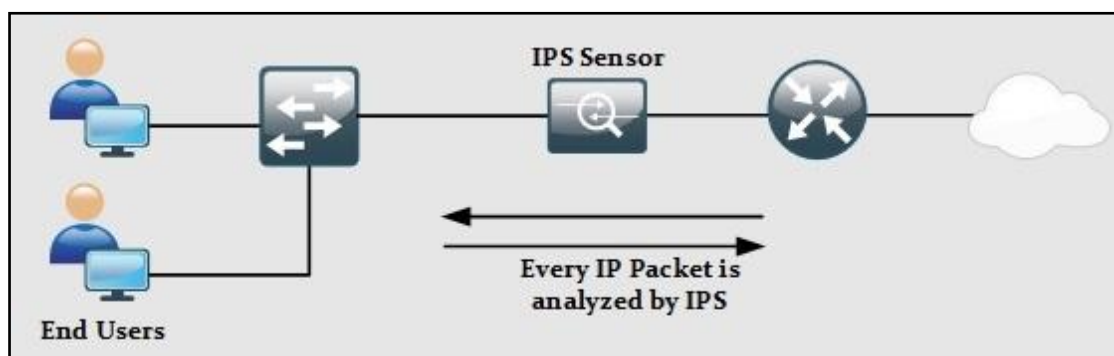 IPS Sensor
Every IP Packet is
analyzed by IPS
End Users